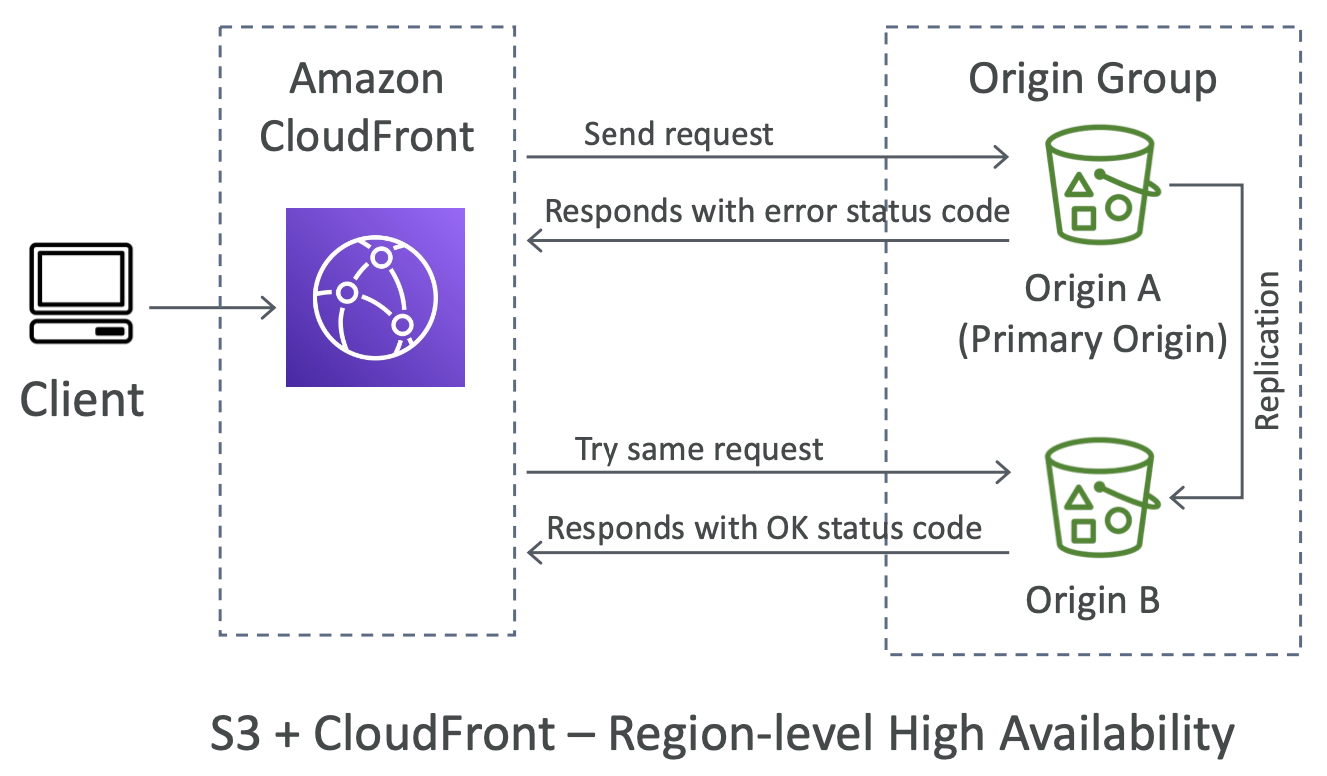 Amazon
CloudFront
Origin Group
Send request
Responds with error status code
Origin A
(Primary Origin)
Replication
Client
Try same request
Responds with OK status code
Origin B
S3 + CloudFront – Region-level High Availability